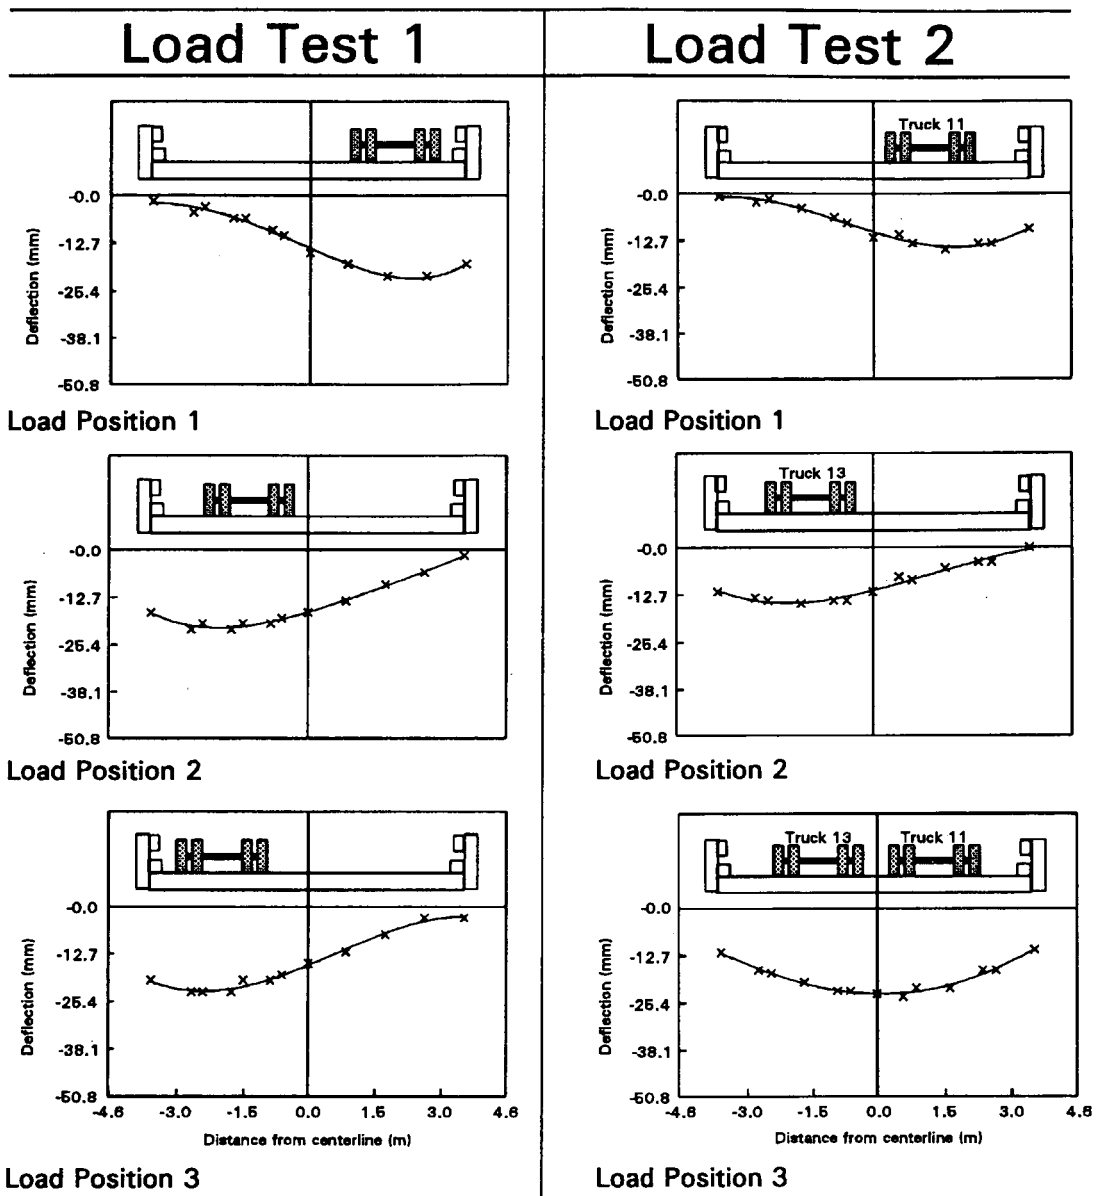 Load Test 1
-0.0
-12.7
-25.4
-38.1
-50.8
Deflection (mm)
Load Position 1
-0.0
-12.7
-25.4
-38.1
-50.8
Deflection (mm)
Load Position 2
-0.0
-12.7
-25.4
-38.1
-50.8
Deflection (mm)
-4.6 -3.0 -1.5 0.0 1.5 3.0 4.6
Distance from centerline (m)
Load Position 3
Load Test 2
Truck 11
-0.0
-12.7
-25.4
-38.1
-50.8
Deflection (mm)
Load Position 1
Truck 13
-0.0
-12.7
-25.4
-38.1
-50.8
Deflection (mm)
Load Position 2
Truck 13 Truck 11
-0.0
-12.7
-25.4
-38.1
-50.8
Deflection (mm)
-4.6 -3.0 -1.5 0.0 1.5 3.0 4.6
Distance from centerline (m)
Load Position 3